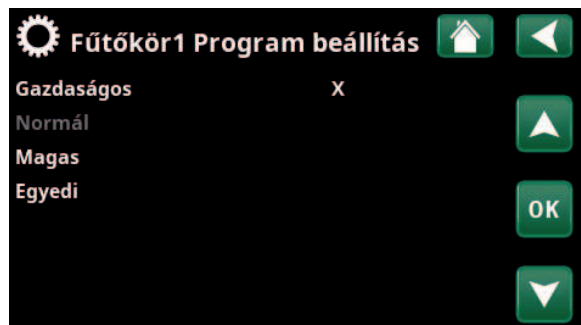 Fűtőkör1 Program beállítás
Gazdaságos X
Normál
Magas
Egyedi
OK